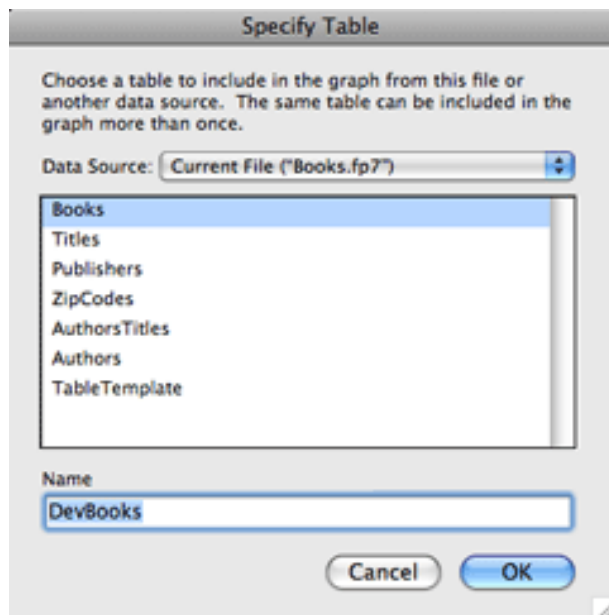 Specify Table
Choose a table to include in the graph from this file or
another data source. The same table can be included in the
graph more than once.
Data Source: Current File ("Books.fp7")
Books
Titles
Publishers
ZipCodes
AuthorsTitles
Authors
TableTemplate
Name
DevBooks
Cancel OK